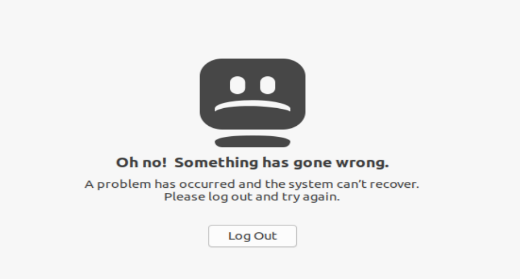 Oh no!  Something has gone wrong.
A problem has occurred and the system can't recover.
Please log out and try again.
Log Out